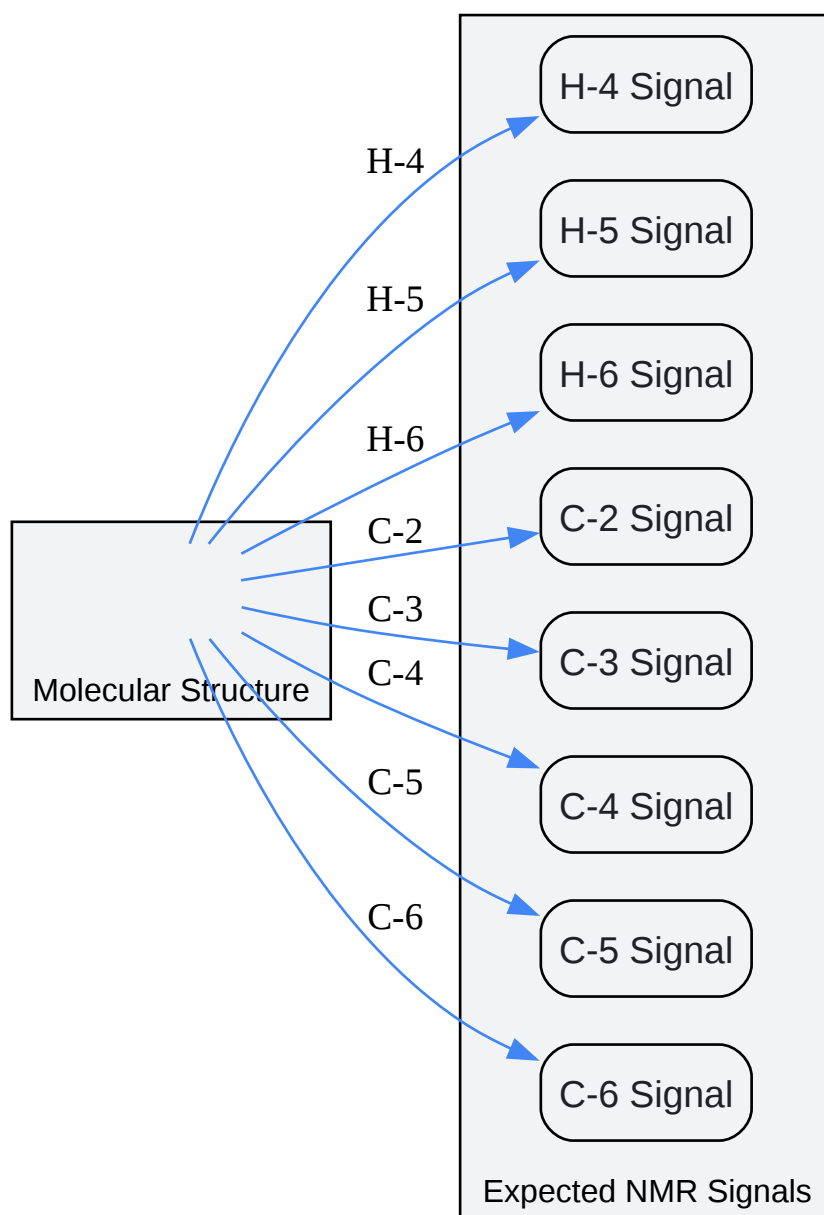 H-4 Signal
H-4
H-5 Signal
H-5
H-6 Signal
H-6
C-2 Signal
C-2
C-3
C-3 Signal
C-4
Molecular Structure
C-5
C-4 Signal
C-6
C-5 Signal
C-6 Signal
Expected NMR Signals